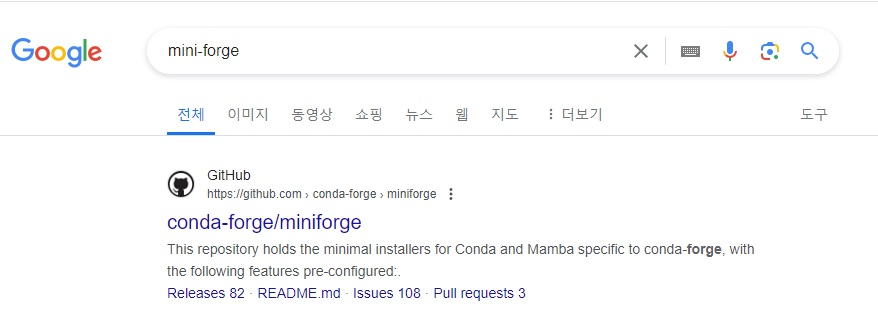 Google
mini-forge
전체 이미지 동영상 쇼핑 뉴스 웹 지도 더보기 도구
GitHub
https://github.com › conda-forge › miniforge
conda-forge/miniforge
This repository holds the minimal installers for Conda and Mamba specific to conda-forge, with
the following features pre-configured:.
Releases 82 · README.md · Issues 108 · Pull requests 3